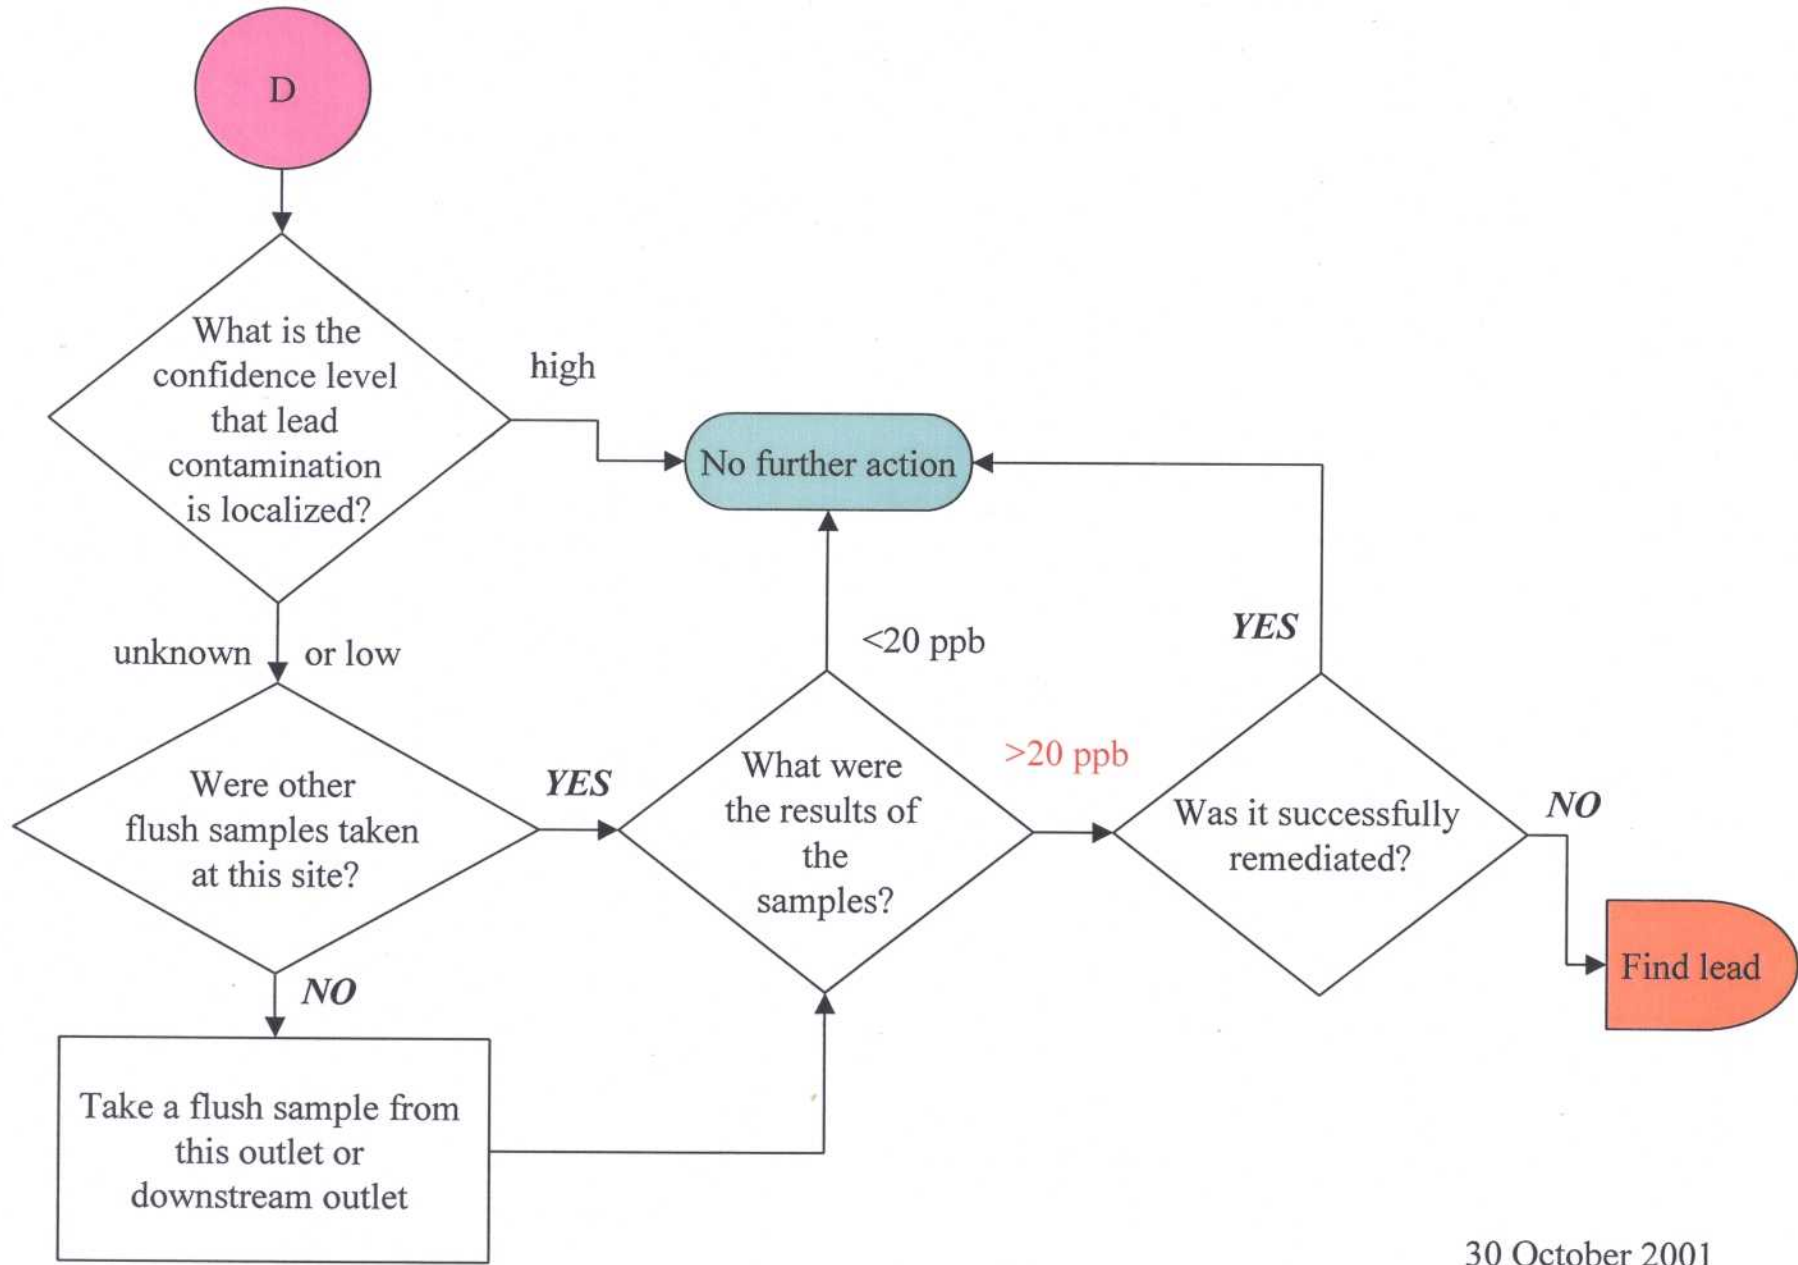 D
What is the
confidence level
that lead
contamination
is localized?
high
No further action
unknown or low
<20 ppb
YES
Were other
flush samples taken
at this site?
YES
What were
the results of
the
samples?
>20 ppb
Was it successfully
remediated?
NO
Find lead
NO
Take a flush sample from
this outlet or
downstream outlet
30 October 2001